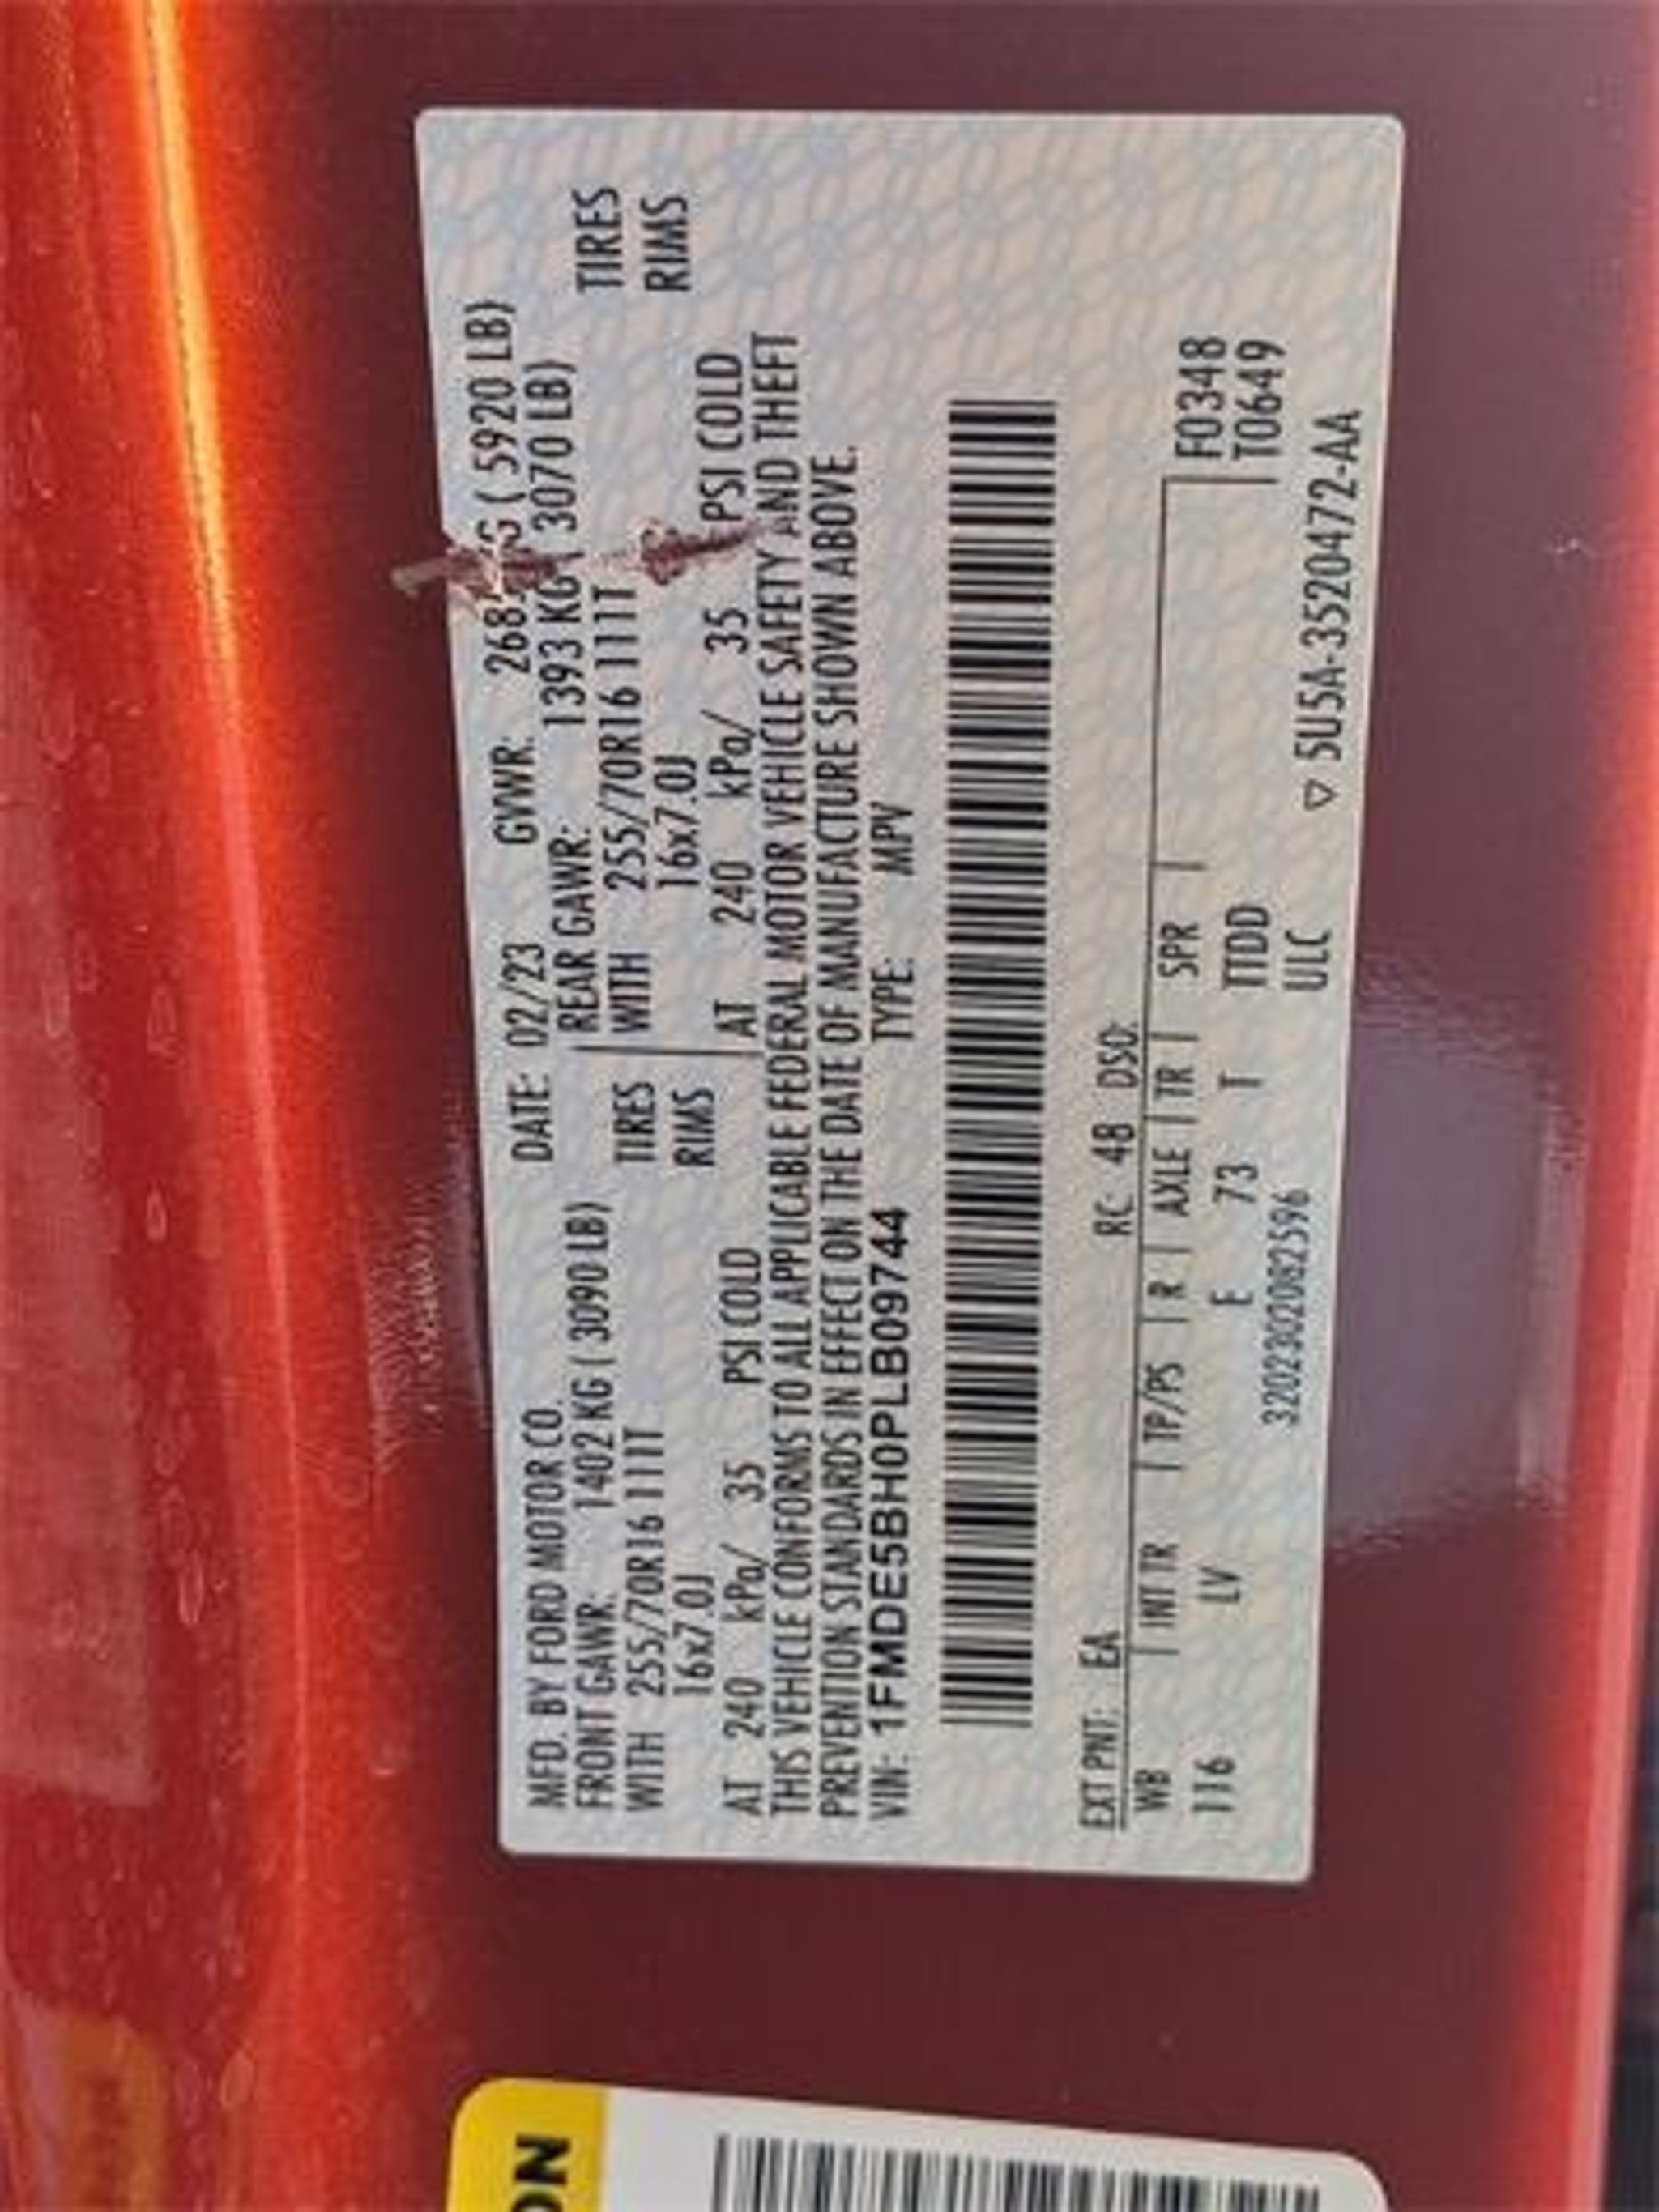 MFD. BY FORD MOTOR CO. DATE: 02/23 GVWR: ( 5920 LB)
FRONT GAWR: 1402 KG ( 3090 LB) REAR GAWR: 1393 KG ( 3070 LB)
WITH 255/70R16 111T TIRES WITH 255/70R16 111T TIRES
16x7.0J RIMS 16x7.0J RIMS
AT 240 kPa/ 35 PSI COLD AT 240 kPa/ 35 PSI COLD
THIS VEHICLE CONFORMS TO ALL APPLICABLE FEDERAL MOTOR VEHICLE SAFETY AND THEFT
PREVENTION STANDARDS IN EFFECT ON THE DATE OF MANUFACTURE SHOWN ABOVE.
VIN: 1FMDE5BH0PLB09744 TYPE: MPV
EXT PNT: EA RC: 48 DSO:
WB | INT TR | TP/PS | R | AXLE | TR | SPR | F0348
116 LV E 73 T TTDD T0649
3202302082596 ULC ▽ 5U5A-3520472-AA
ON